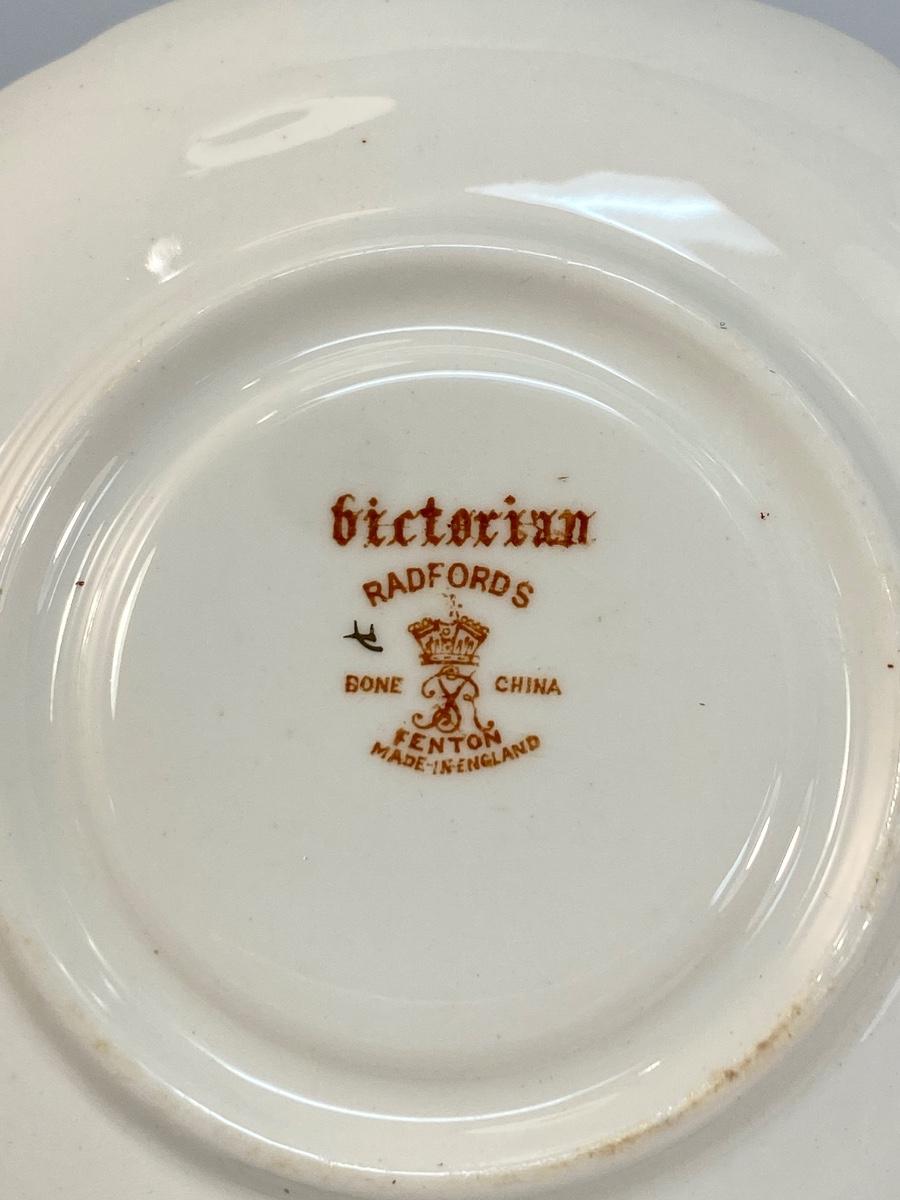 Victorian
RADFORDS
BONE CHINA
FENTON
MADE-IN-ENGLAND